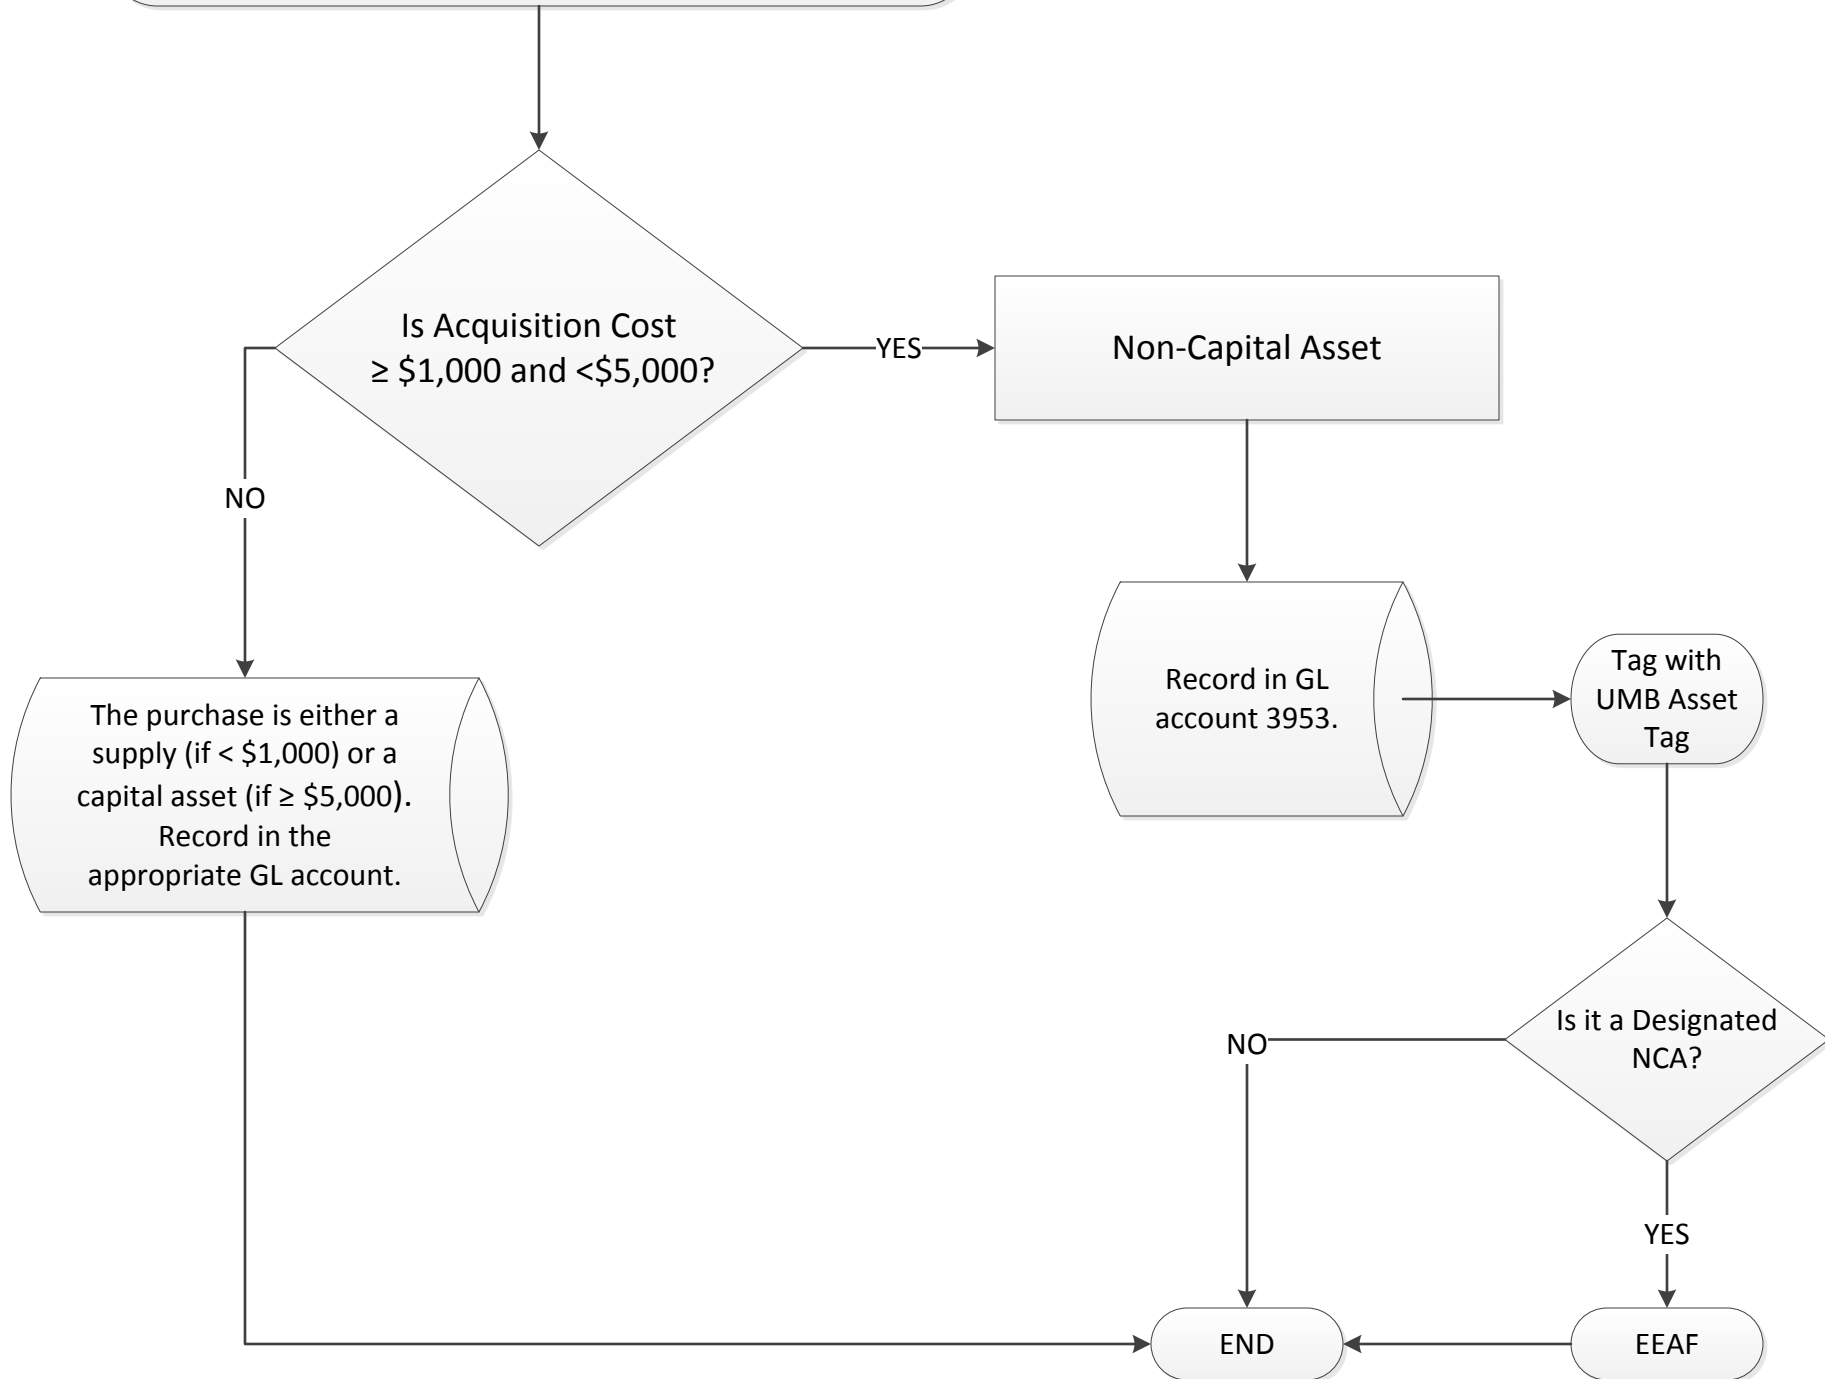 Is Acquisition Cost
≥ $1,000 and <$5,000?
YES
Non-Capital Asset
NO
Record in GL
account 3953.
Tag with
UMB Asset
Tag
The purchase is either a
supply (if < $1,000) or a
capital asset (if ≥ $5,000).
Record in the
appropriate GL account.
Is it a Designated
NCA?
NO
YES
END
EEAF